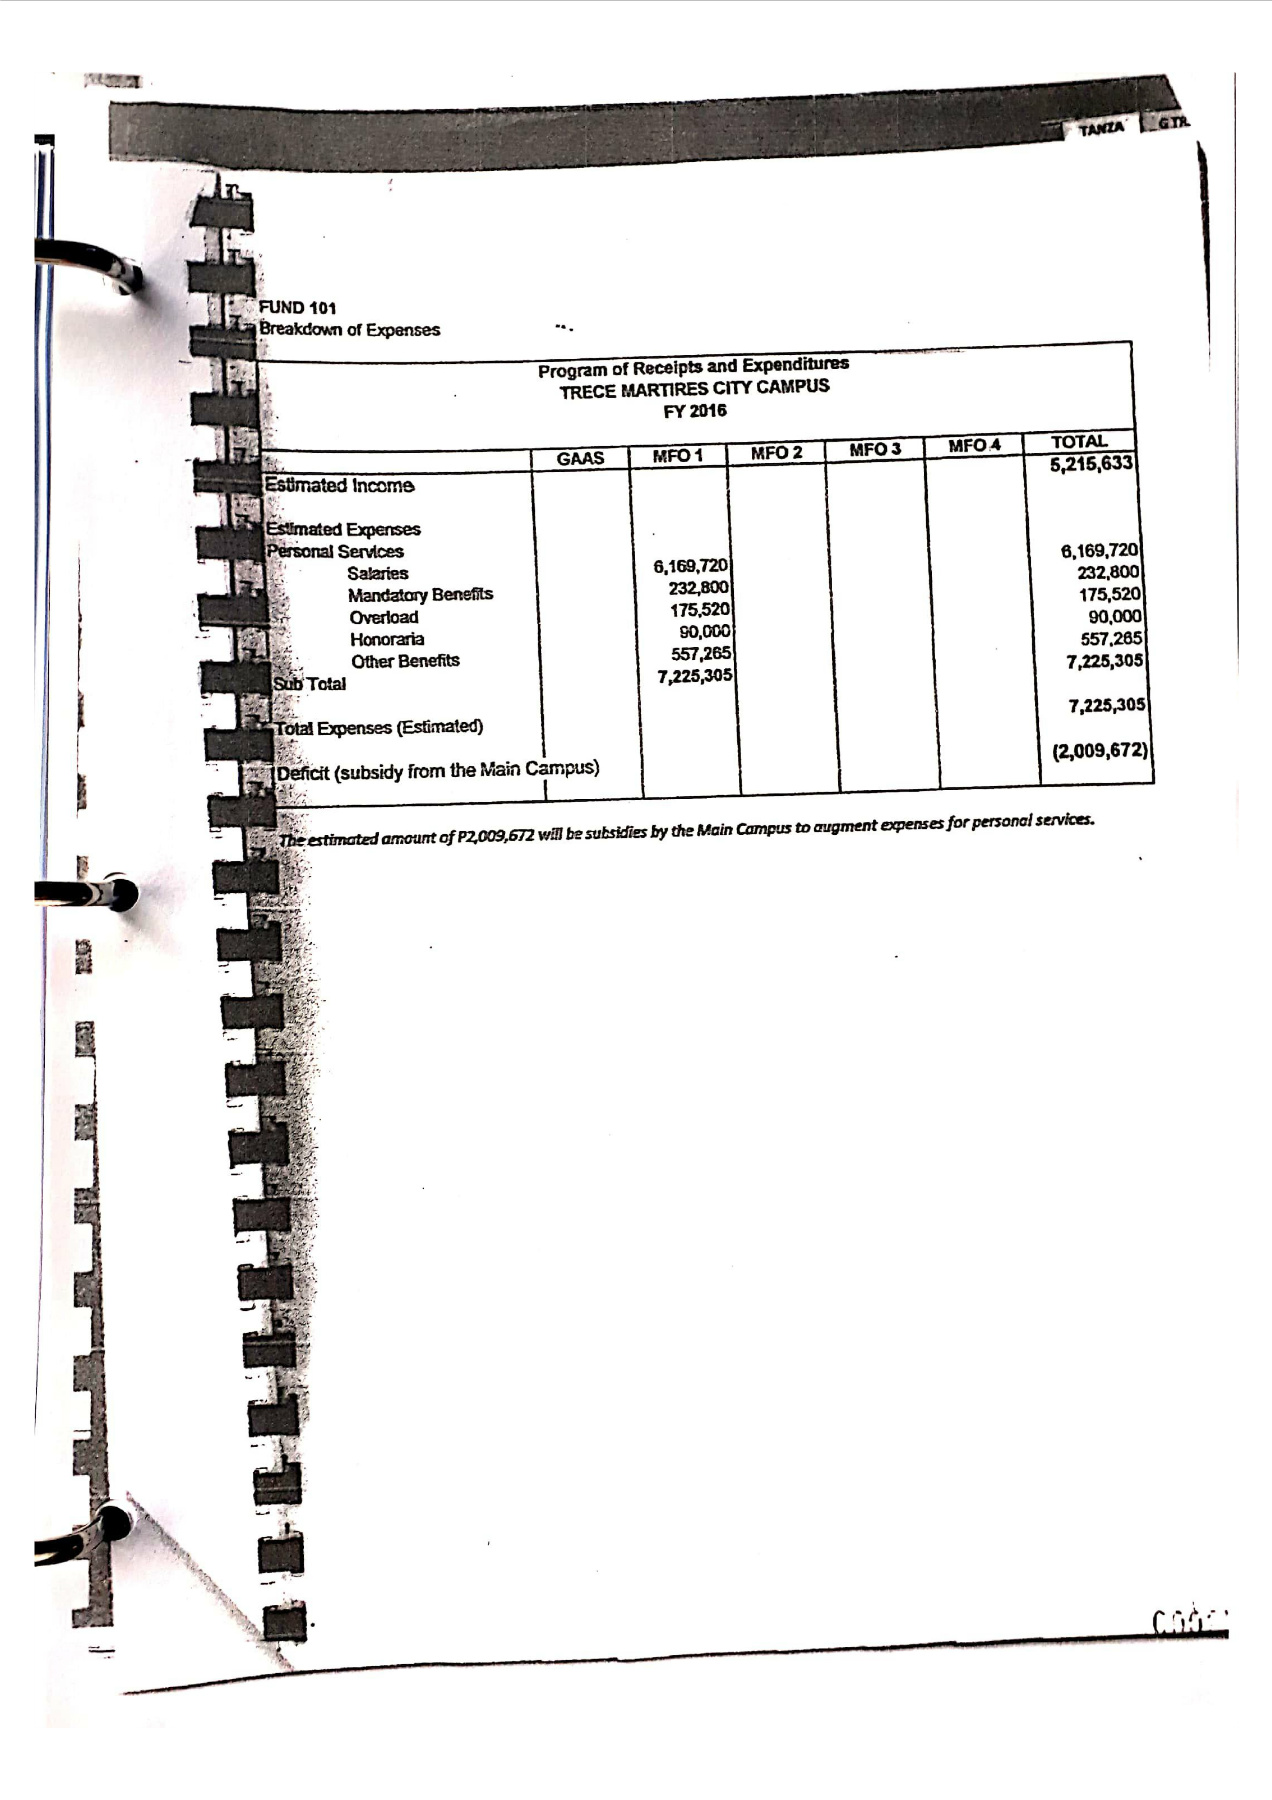 TANZA G TR.
FUND 101
Breakdown of Expenses
Program of Receipts and Expenditures
TRECE MARTIRES CITY CAMPUS
FY 2016
GAAS MFO 1 MFO 2 MFO 3 MFO 4 TOTAL
Estimated Income 5,215,633
Estimated Expenses
Personal Services
Salaries 6,169,720 6,169,720
Mandatory Benefits 232,800 232,800
Overload 175,520 175,520
Honoraria 90,000 90,000
Other Benefits 557,265 557,265
Sub Total 7,225,305 7,225,305
Total Expenses (Estimated) 7,225,305
Deficit (subsidy from the Main Campus) (2,009,672)
The estimated amount of P2,009,672 will be subsidies by the Main Campus to augment expenses for personal services.